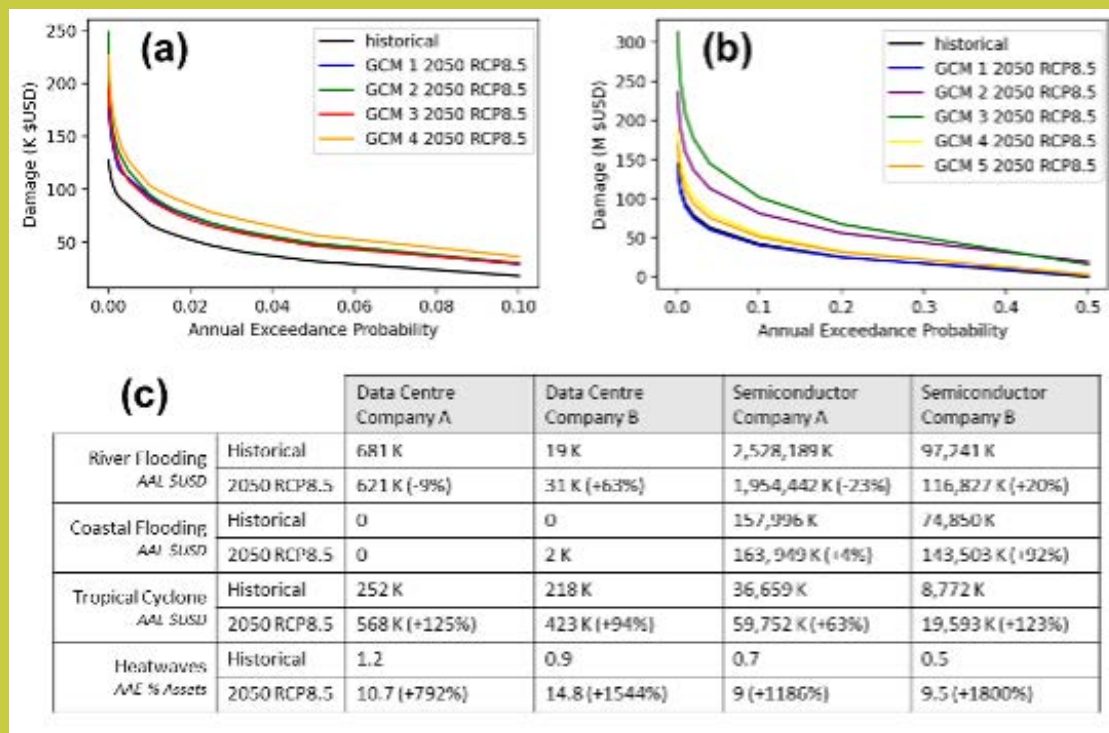 (a)
250
200
150
100
50
Damage (K $USD)
historical
GCM 1 2050 RCP8.5
GCM 2 2050 RCP8.5
GCM 3 2050 RCP8.5
GCM 4 2050 RCP8.5
0.00 0.02 0.04 0.06 0.08 0.10
Annual Exceedance Probability
(b)
300
250
200
150
100
50
0
Damage (M $USD)
historical
GCM 1 2050 RCP8.5
GCM 2 2050 RCP8.5
GCM 3 2050 RCP8.5
GCM 4 2050 RCP8.5
GCM 5 2050 RCP8.5
0.0 0.1 0.2 0.3 0.4 0.5
Annual Exceedance Probability
(c)
Data Centre Company A
Data Centre Company B
Semiconductor Company A
Semiconductor Company B
River Flooding
AAL $USD
Historical 681 K 19 K 2,528,189 K 97,241 K
2050 RCP8.5 621 K (-9%) 31 K (+63%) 1,954,442 K (-23%) 116,827 K (+20%)
Coastal Flooding
AAL $USD
Historical 0 0 157,996 K 74,850 K
2050 RCP8.5 0 2 K 163, 949 K (+4%) 143,503 K (+92%)
Tropical Cyclone
AAL $USD
Historical 252 K 218 K 36,659 K 8,772 K
2050 RCP8.5 568 K (+125%) 423 K (+94%) 59,752 K (+63%) 19,593 K (+123%)
Heatwaves
AAE % Assets
Historical 1.2 0.9 0.7 0.5
2050 RCP8.5 10.7 (+792%) 14.8 (+1544%) 9 (+1186%) 9.5 (+1800%)